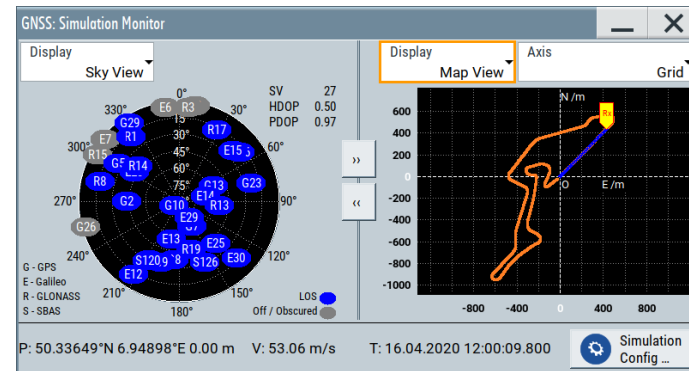 GNSS: Simulation Monitor
Display
Sky View
SV 27
HDOP 0.50
PDOP 0.97
0°
30°
60°
90°
120°
150°
180°
210°
240°
270°
300°
330°
15
30°
45°
60°
75°
E6
R3
G29
R1
R17
E7
R15
E15
R14
R8
G13
G23
G2
E14
G10
R13
E29
G26
E13
R19
E25
S120
S126
E30
E12
G - GPS
E - Galileo
R - GLONASS
S - SBAS
LOS
Off / Obscured
››
‹‹
Display
Map View
Axis
Grid
N /m
Rx
600
400
200
0
-200
-400
-600
-800
-1000
O
E /m
-800 -400 0 400 800
P: 50.33649°N 6.94898°E 0.00 m V: 53.06 m/s T: 16.04.2020 12:00:09.800
Simulation
Config ...